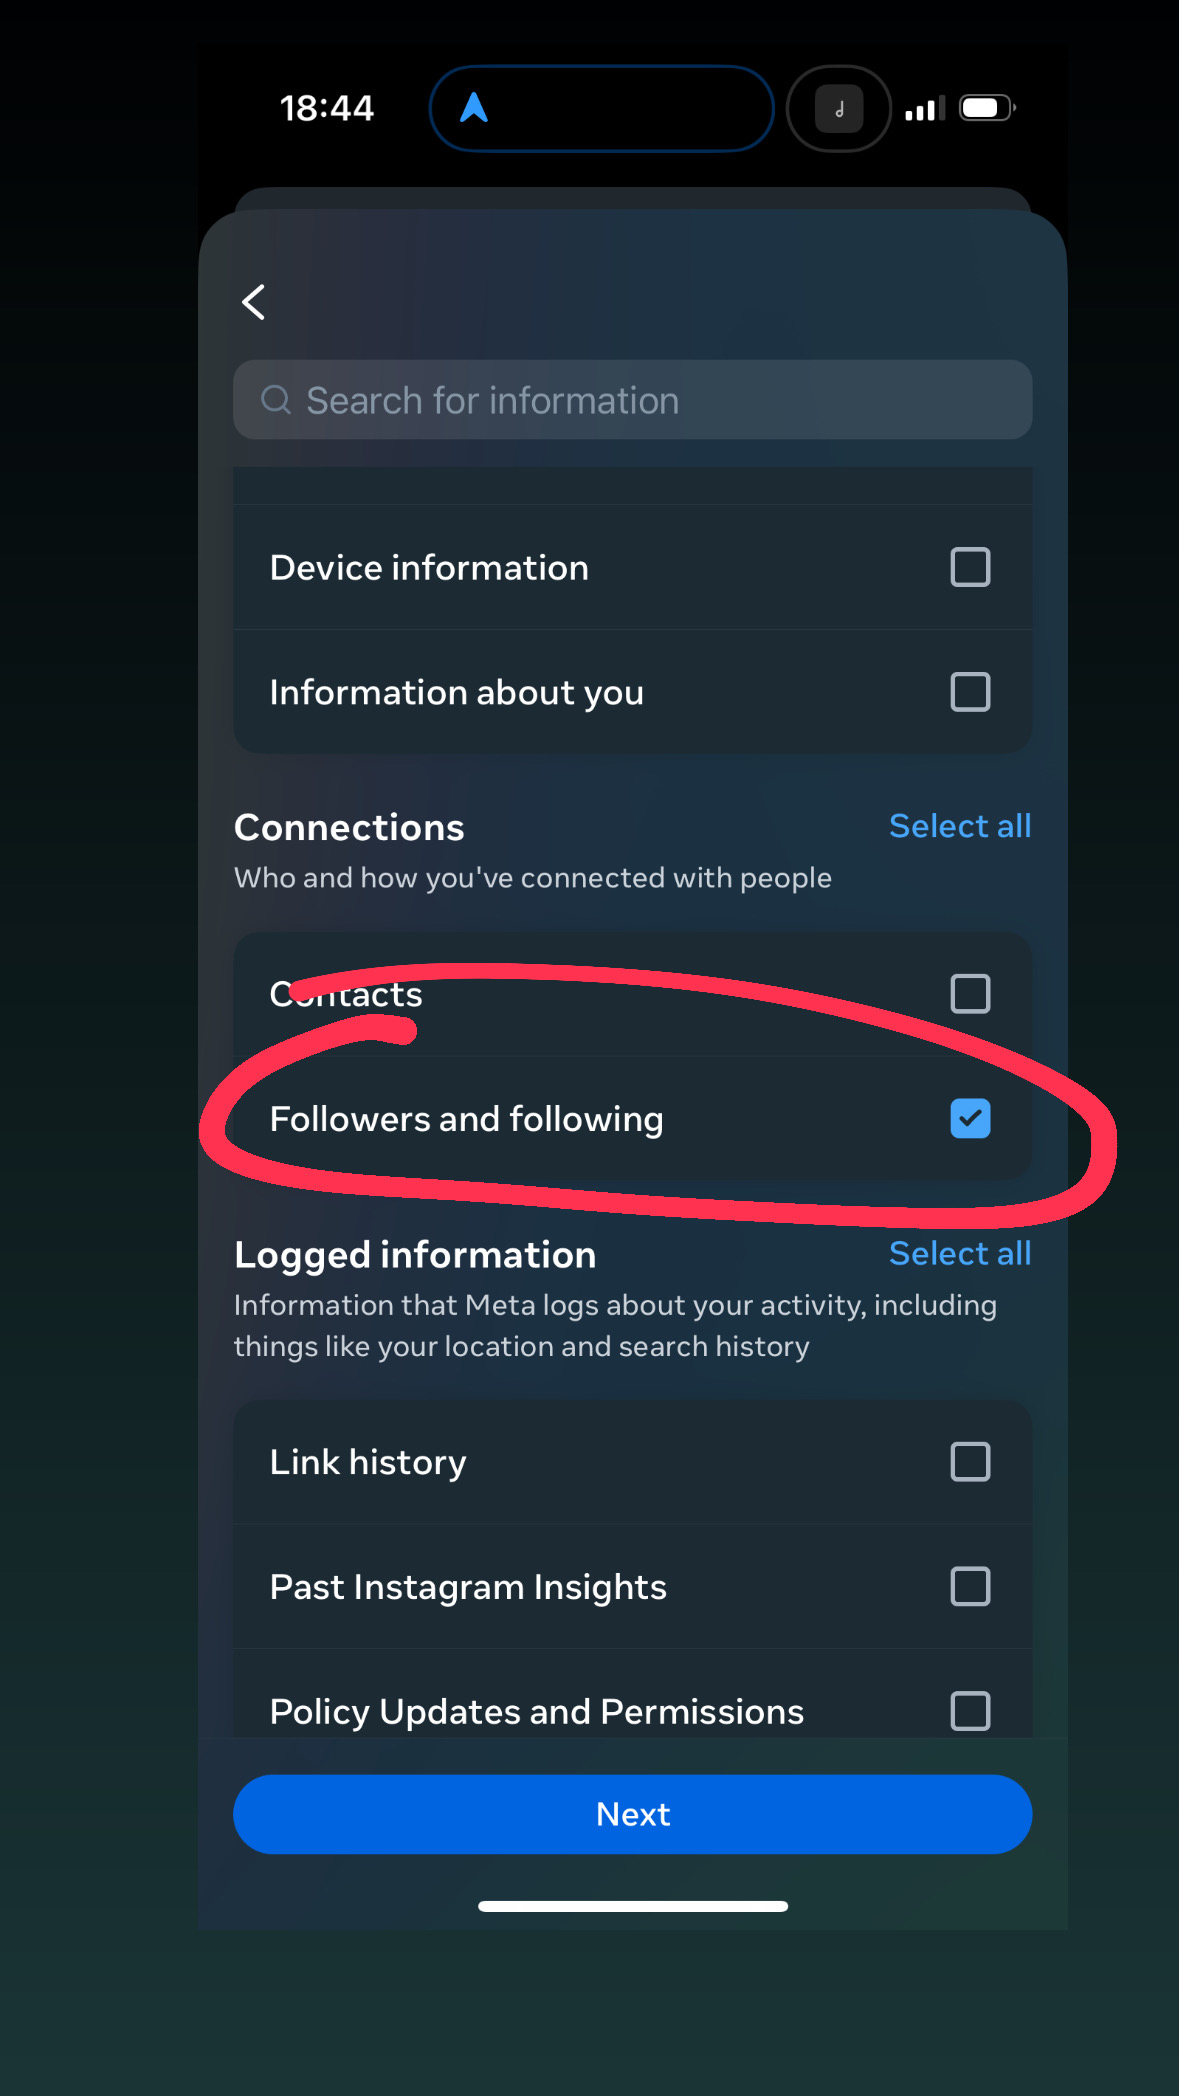 18:44
Search for information
Device information
Information about you
Connections
Select all
Who and how you've connected with people
Contacts
Followers and following
Logged information
Select all
Information that Meta logs about your activity, including
things like your location and search history
Link history
Past Instagram Insights
Policy Updates and Permissions
Next